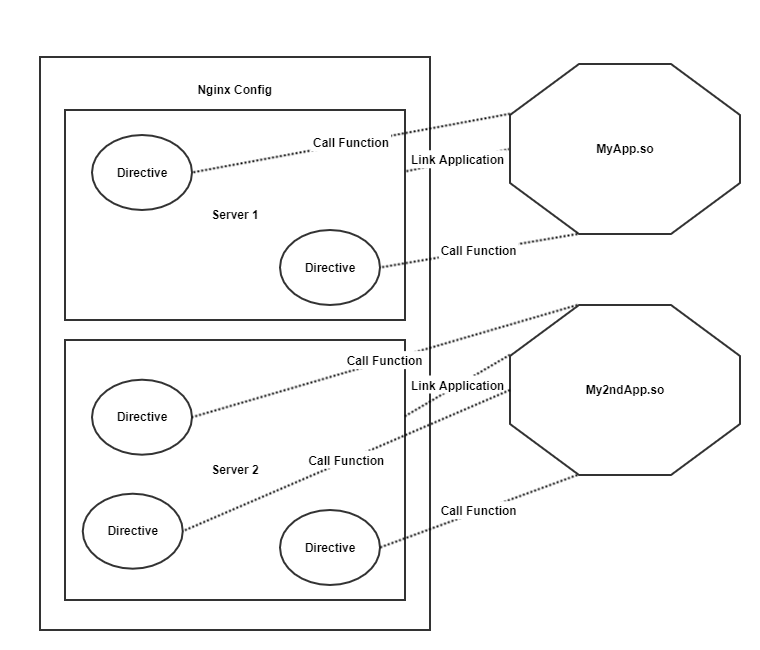 Nginx Config
Call Function
MyApp.so
Link Application
Directive
Server 1
Call Function
Directive
Call Function
Link Application
My2ndApp.so
Directive
Call Function
Server 2
Call Function
Directive
Directive